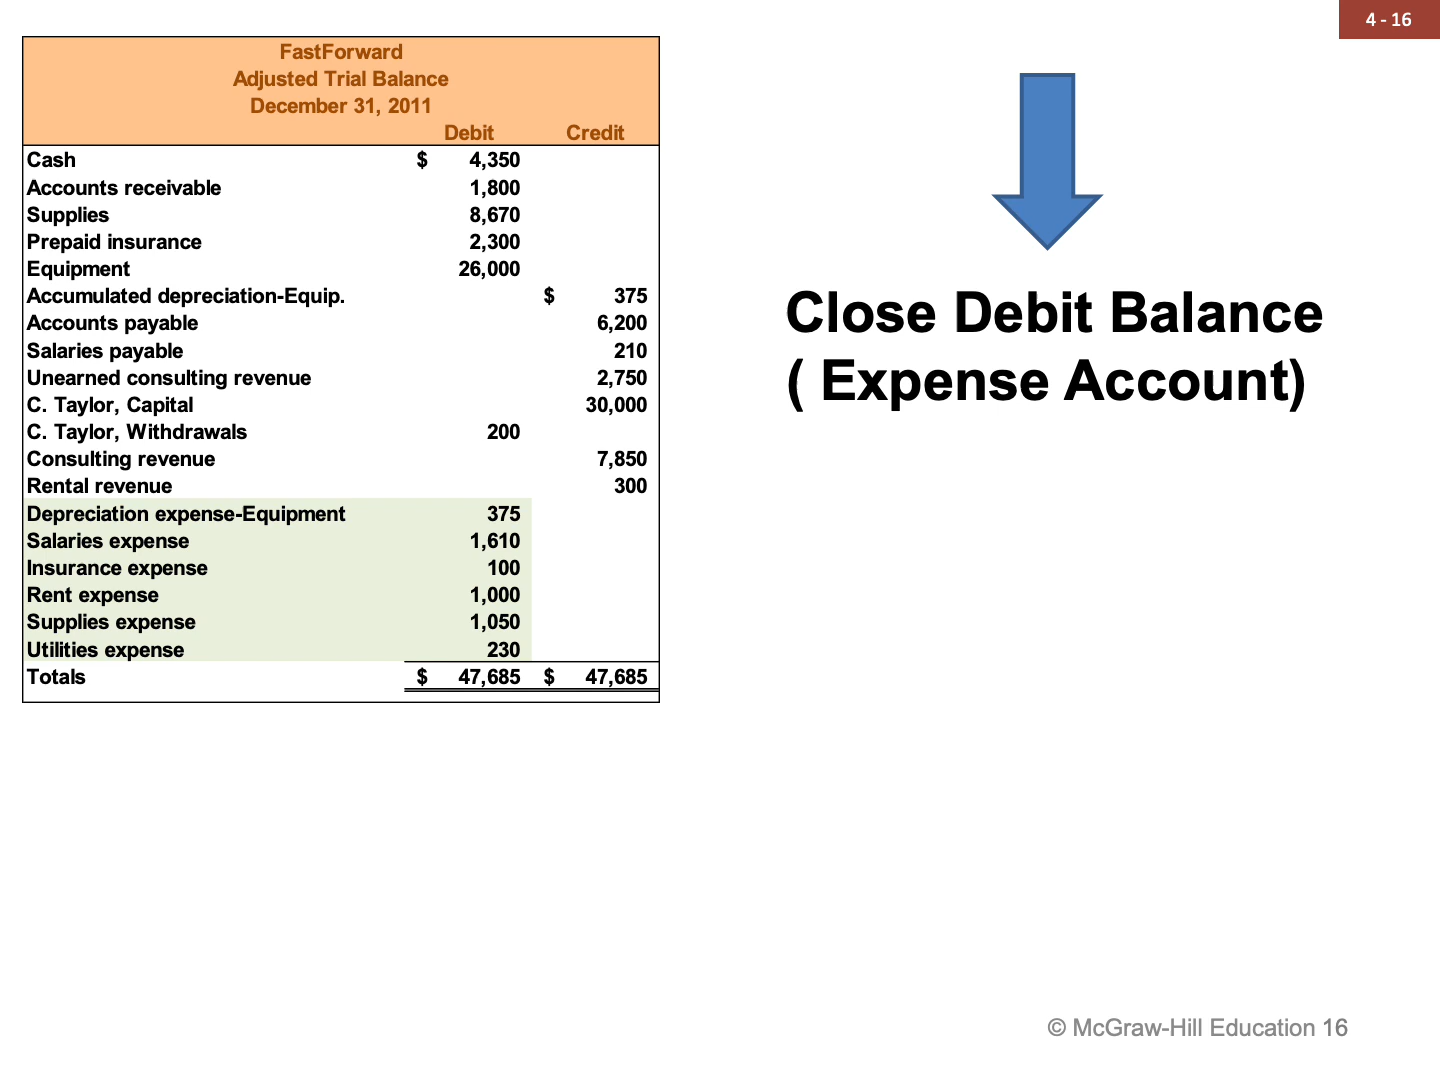 4 - 16
FastForward
Adjusted Trial Balance
December 31, 2011
Debit Credit
Cash $ 4,350
Accounts receivable 1,800
Supplies 8,670
Prepaid insurance 2,300
Equipment 26,000
Accumulated depreciation-Equip. $ 375
Accounts payable 6,200
Salaries payable 210
Unearned consulting revenue 2,750
C. Taylor, Capital 30,000
C. Taylor, Withdrawals 200
Consulting revenue 7,850
Rental revenue 300
Depreciation expense-Equipment 375
Salaries expense 1,610
Insurance expense 100
Rent expense 1,000
Supplies expense 1,050
Utilities expense 230
Totals $ 47,685 $ 47,685
Close Debit Balance
( Expense Account)
© McGraw-Hill Education 16